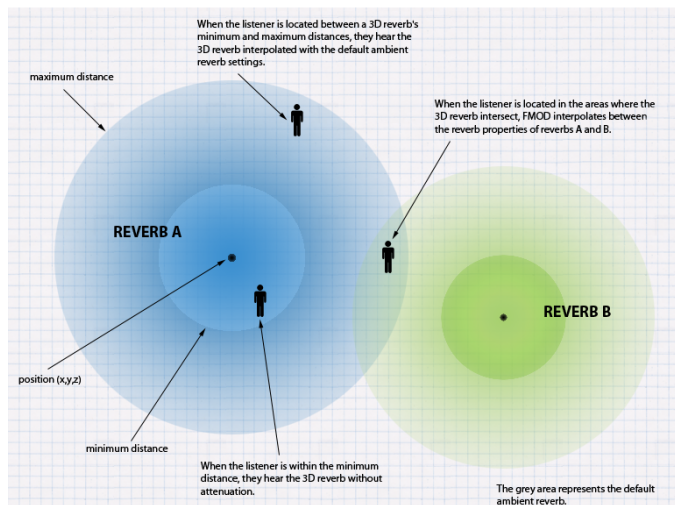 When the listener is located between a 3D reverb's
minimum and maximum distances, they hear the
3D reverb interpolated with the default ambient
reverb settings.
maximum distance
When the listener is located in the areas where the
3D reverb intersect, FMOD interpolates between
the reverb properties of reverbs A and B.
REVERB A
REVERB B
position (x,y,z)
minimum distance
When the listener is within the minimum
distance, they hear the 3D reverb without
attenuation.
The grey area represents the default
ambient reverb.